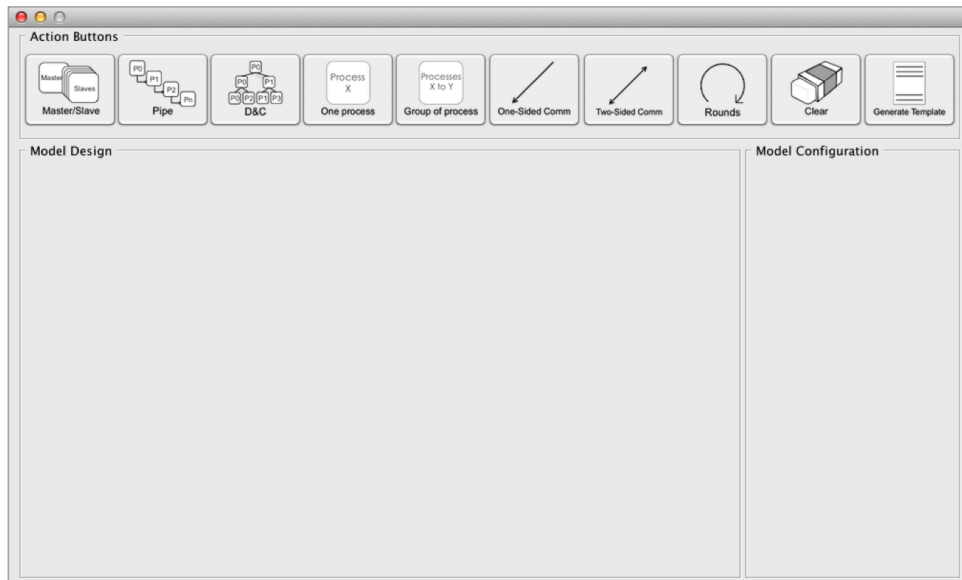 Action Buttons
Master
Slaves
Master/Slave
P0
P1
P2
Pn
Pipe
P0
P0 P1
P0 P2 P1 P3
D&C
Process
X
One process
Processes
X to Y
Group of process
One-Sided Comm
Two-Sided Comm
Rounds
Clear
Generate Template
Model Design
Model Configuration